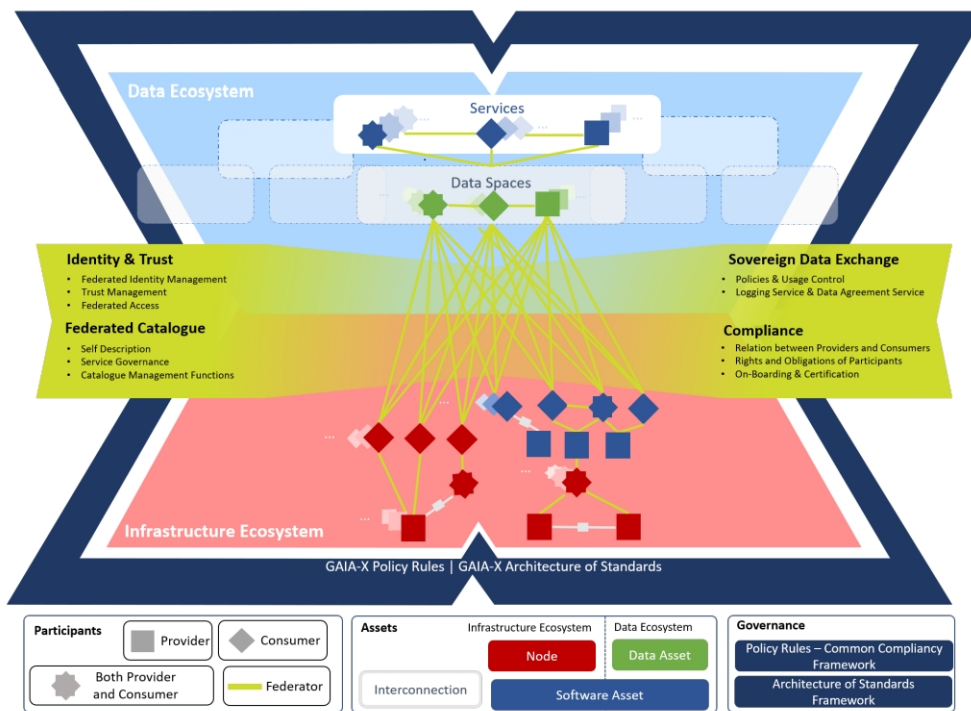 Data Ecosystem
Services
...
...
...
Data Spaces
Identity & Trust
• Federated Identity Management
• Trust Management
• Federated Access
Federated Catalogue
• Self Description
• Service Governance
• Catalogue Management Functions
Sovereign Data Exchange
• Policies & Usage Control
• Logging Service & Data Agreement Service
Compliance
• Relation between Providers and Consumers
• Rights and Obligations of Participants
• On-Boarding & Certification
...
...
...
...
...
Infrastructure Ecosystem
GAIA-X Policy Rules | GAIA-X Architecture of Standards
Participants
Provider
Consumer
Both Provider
and Consumer
Federator
Assets
Infrastructure Ecosystem
Data Ecosystem
Node
Data Asset
Interconnection
Software Asset
Governance
Policy Rules – Common Compliancy
Framework
Architecture of Standards
Framework